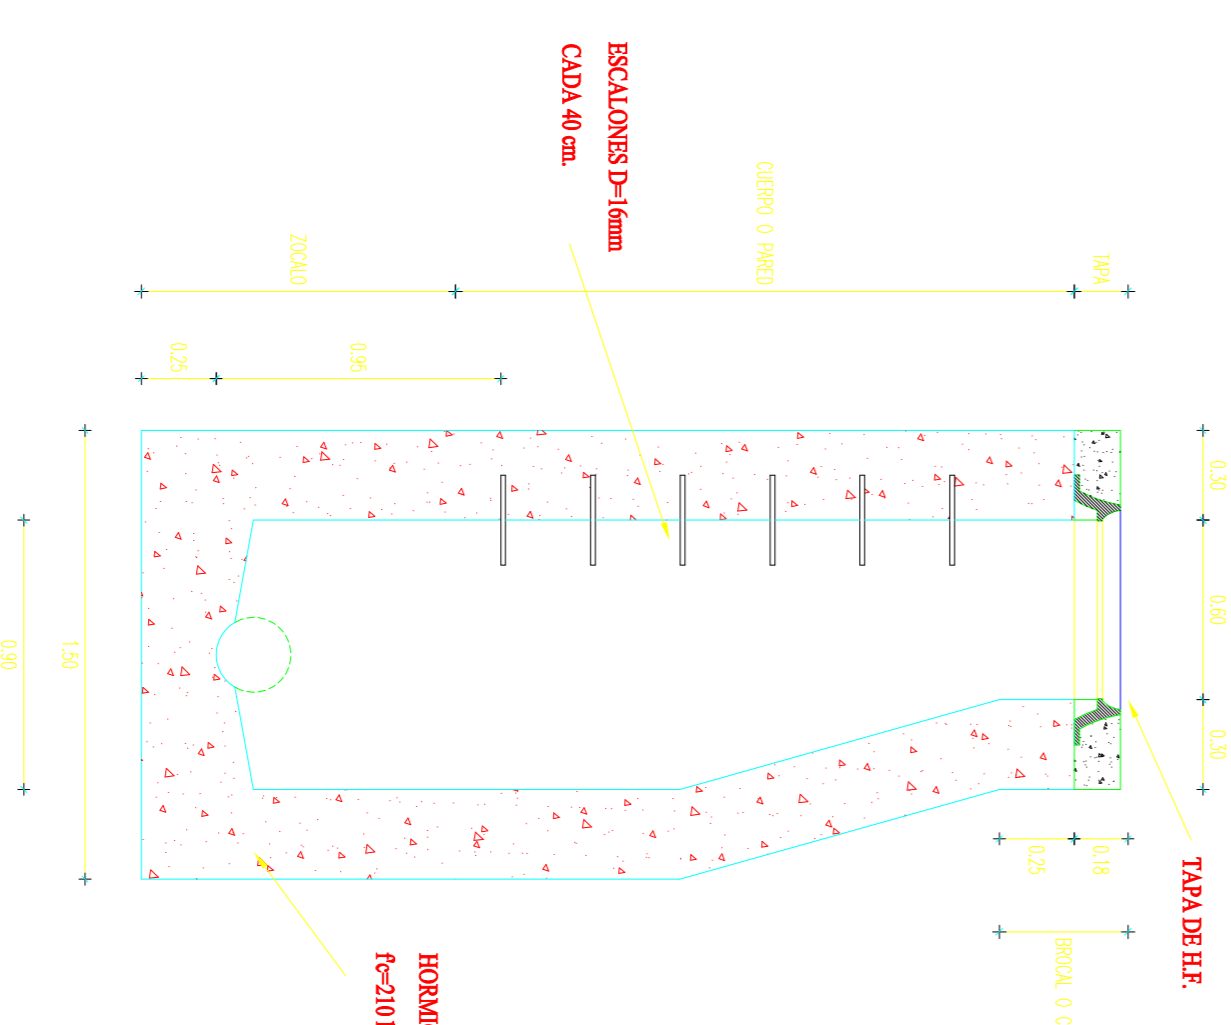 ESCALONES D=16mm
CADA 40 cm.
CUERPO O PARED
TAPA
ZOCALO
0.25
0.95
0.30
0.60
0.30
1.50
0.90
0.25
0.18
TAPA DE H.F.
BROCAL O
f'c=210